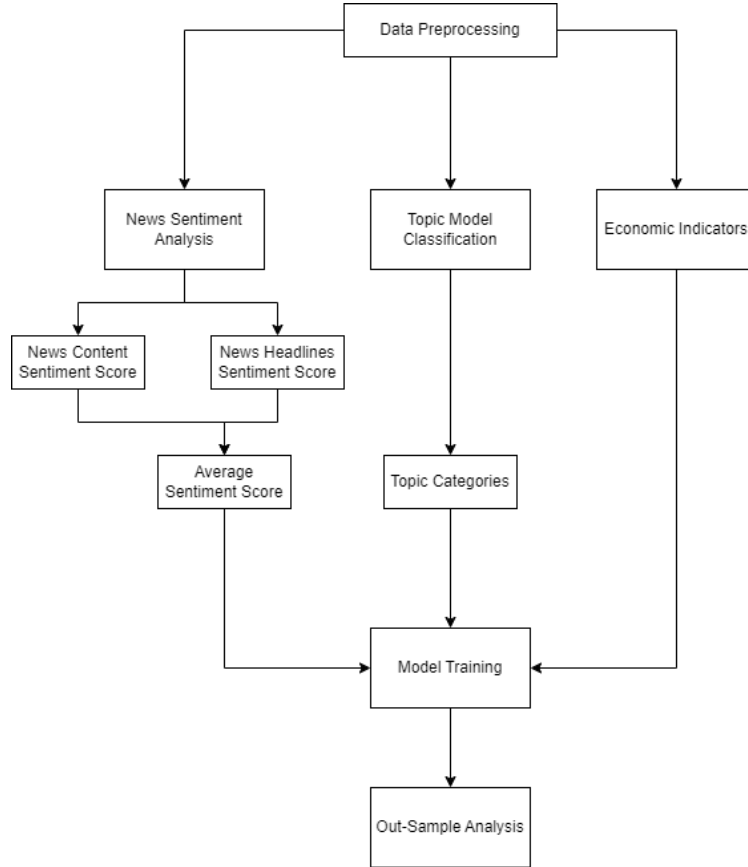 Data Preprocessing
News Sentiment
Analysis
Topic Model
Classification
Economic Indicators
News Content
Sentiment Score
News Headlines
Sentiment Score
Average
Sentiment Score
Topic Categories
Model Training
Out-Sample Analysis